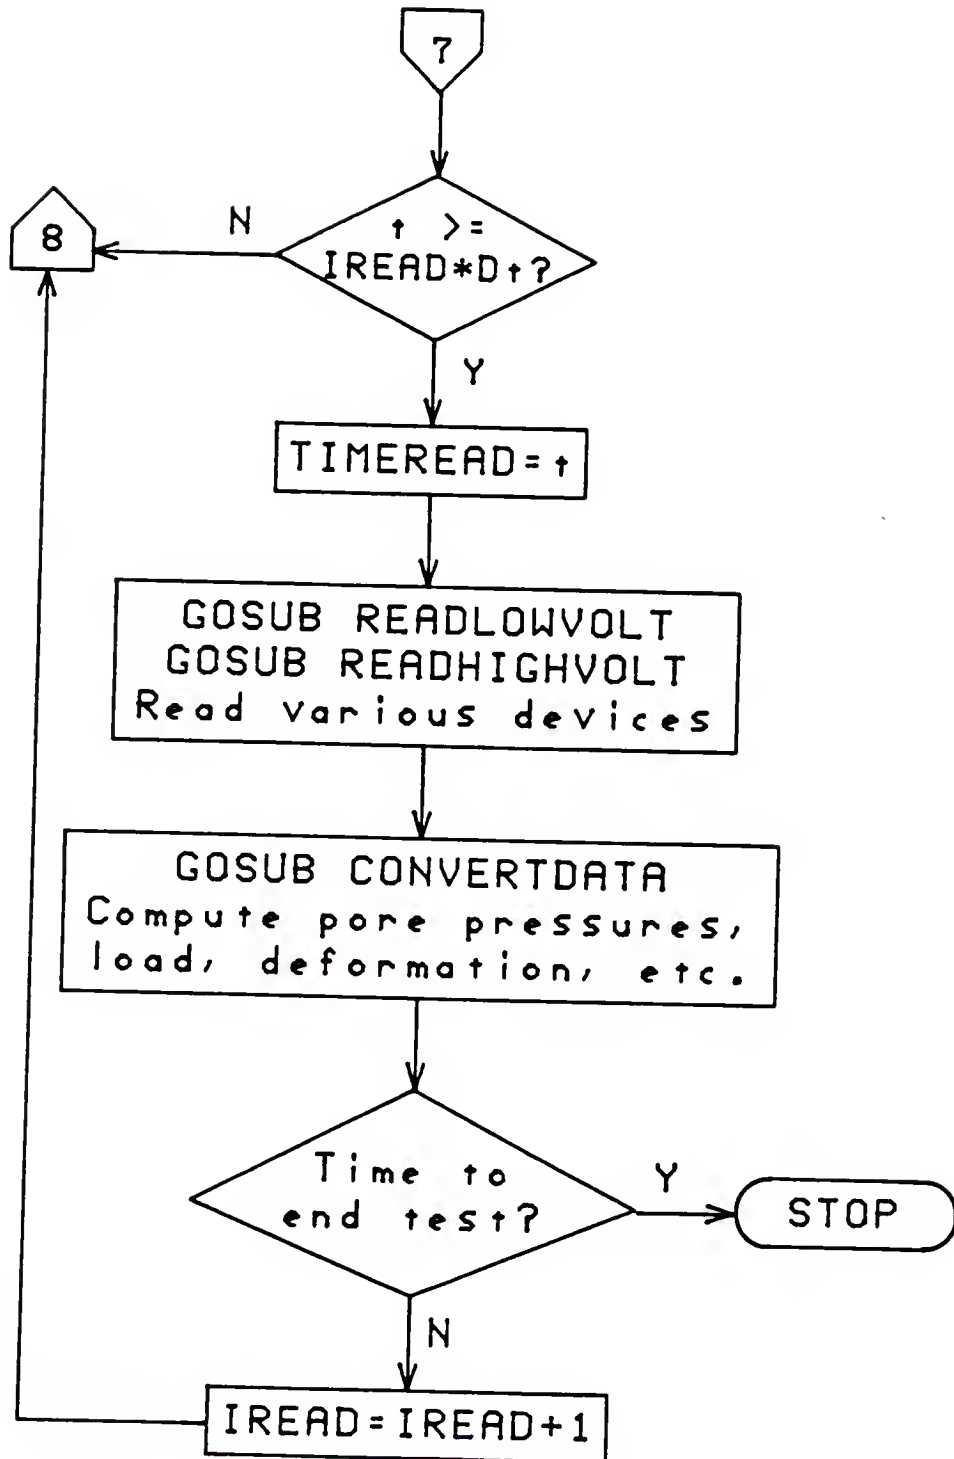 7
8
N
t >=
IREAD*Dt?
Y
TIMEREAD=t
GOSUB READLOWVOLT
GOSUB READHIGHVOLT
Read various devices
GOSUB CONVERTDATA
Compute pore pressures,
load, deformation, etc.
Time to
end test?
Y
STOP
N
IREAD=IREAD+1